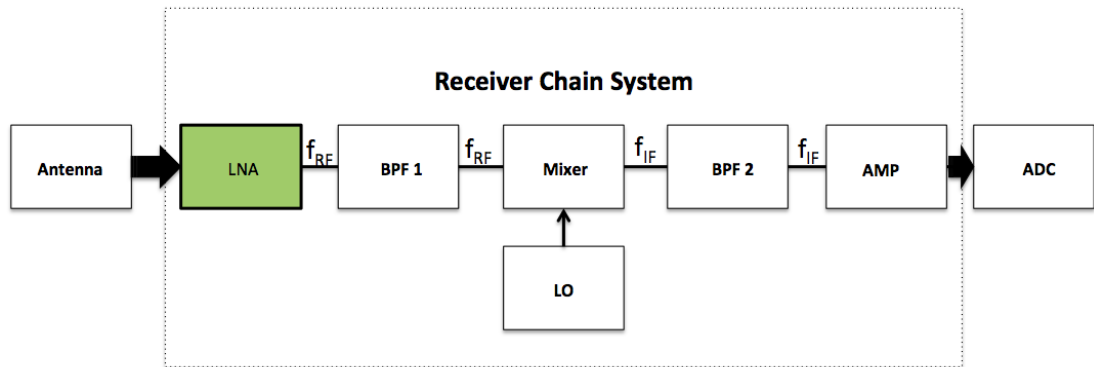 Receiver Chain System
Antenna
LNA
fRF
BPF 1
fRF
Mixer
fIF
BPF 2
fIF
AMP
ADC
LO